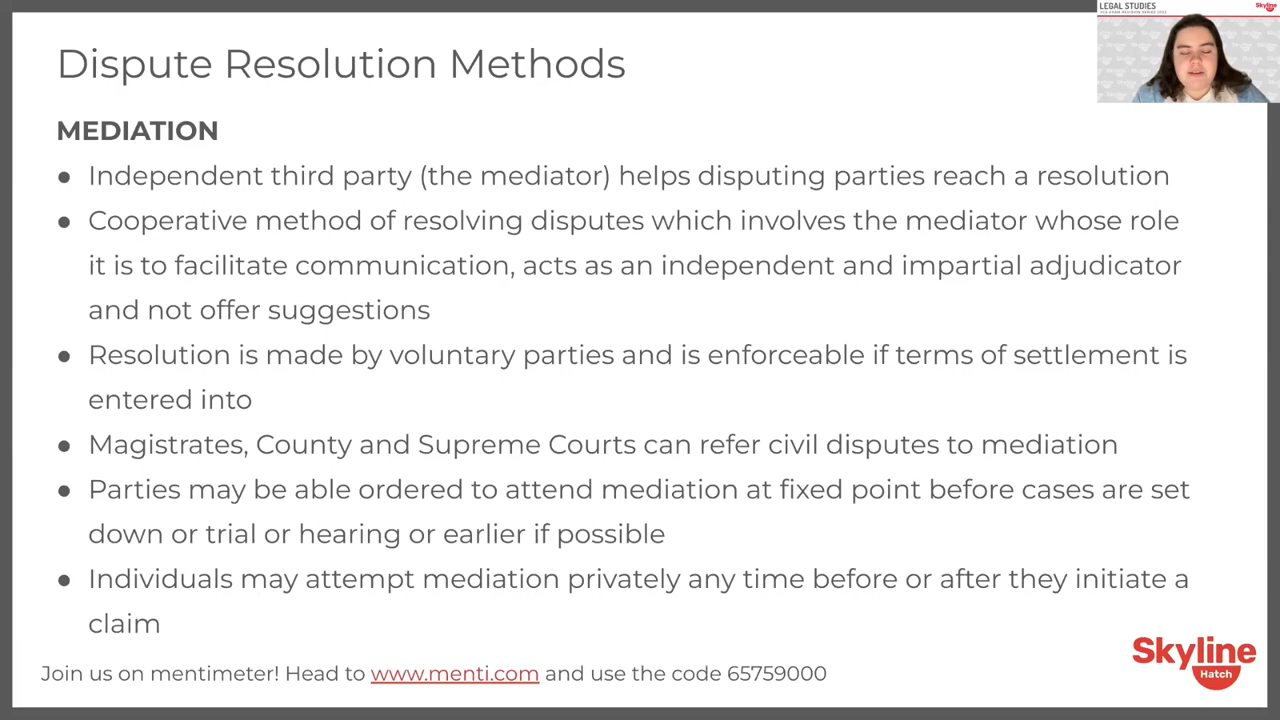 LEGAL STUDIES
VCE EXAM REVISION SERIES 2022
Skyline
Dispute Resolution Methods
MEDIATION
● Independent third party (the mediator) helps disputing parties reach a resolution
● Cooperative method of resolving disputes which involves the mediator whose role
it is to facilitate communication, acts as an independent and impartial adjudicator
and not offer suggestions
● Resolution is made by voluntary parties and is enforceable if terms of settlement is
entered into
● Magistrates, County and Supreme Courts can refer civil disputes to mediation
● Parties may be able ordered to attend mediation at fixed point before cases are set
down or trial or hearing or earlier if possible
● Individuals may attempt mediation privately any time before or after they initiate a
claim
Join us on mentimeter! Head to www.menti.com and use the code 65759000
Skyline
Hatch